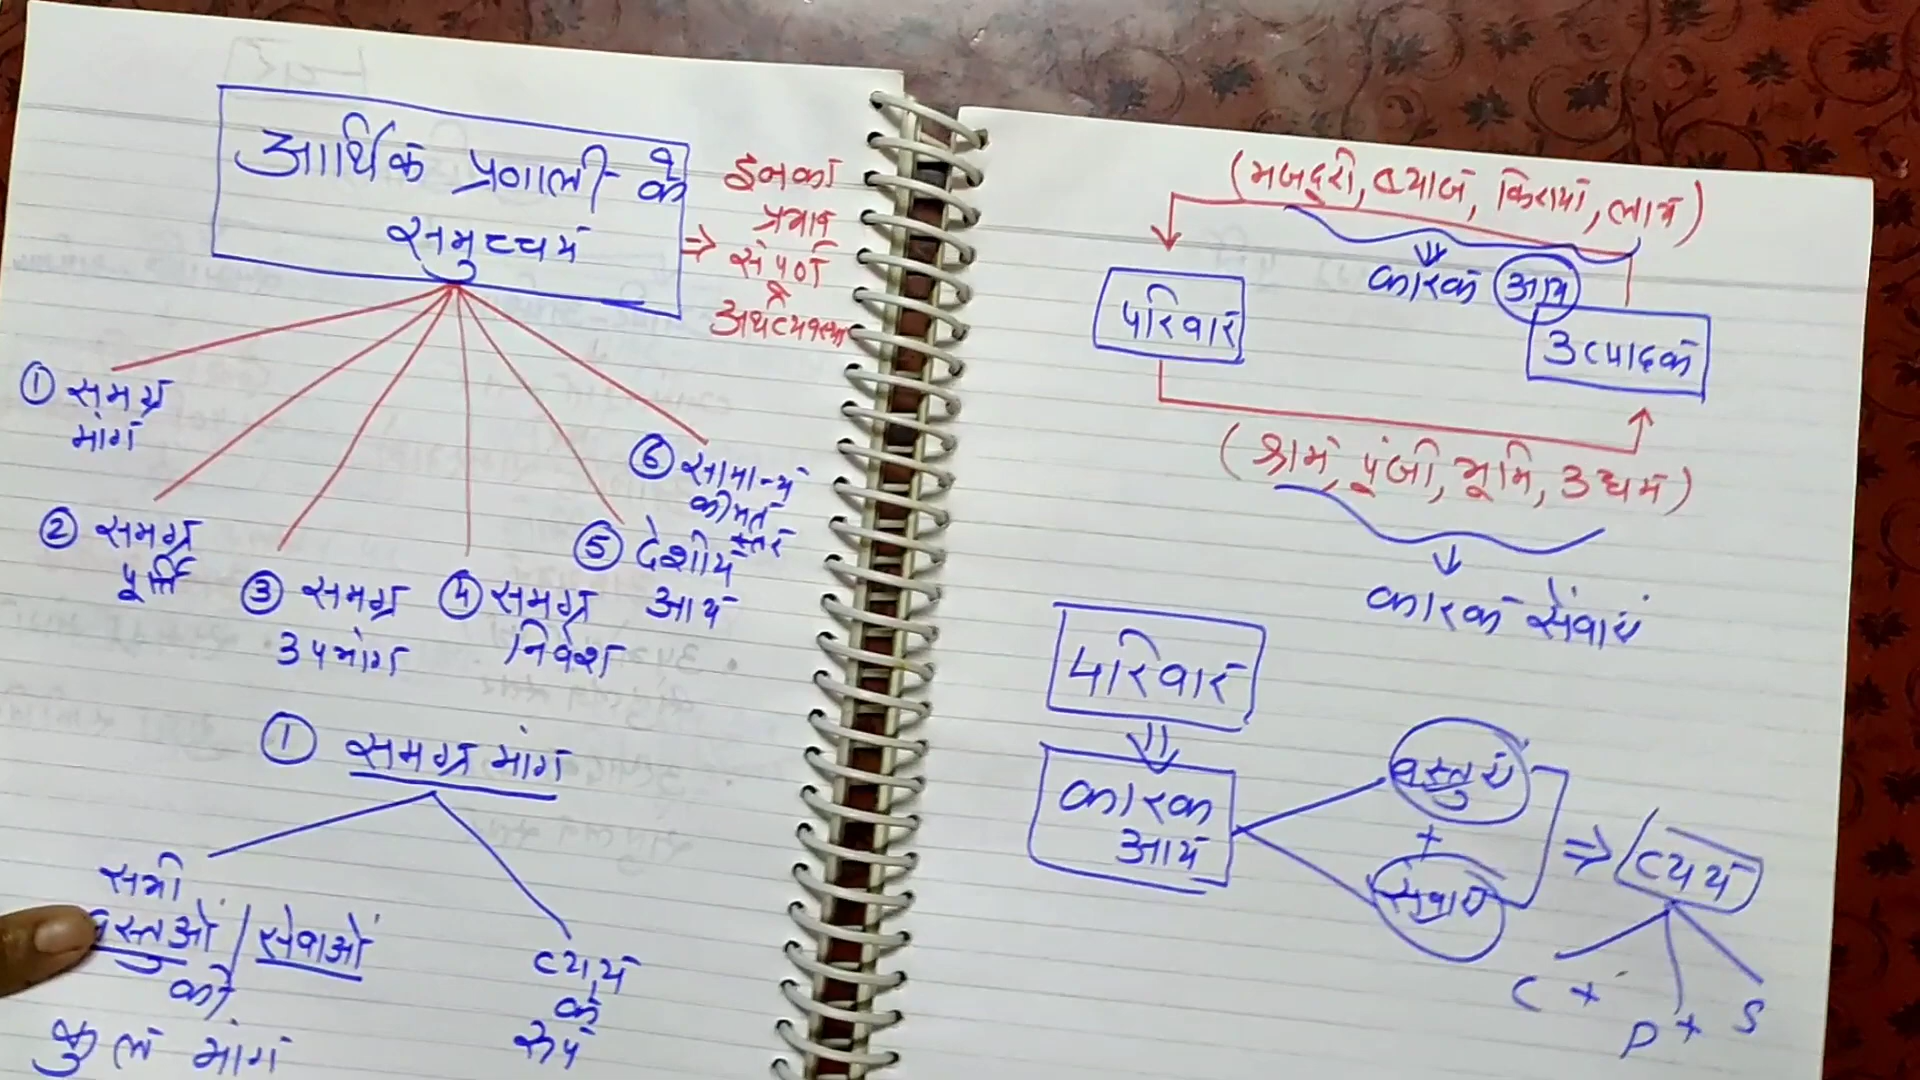 आर्थिक प्रणाली के
समुच्चय
⇒ इनका
प्रभाव
संपूर्ण
अर्थव्यवस्था
① समग्र
मांग
② समग्र
पूर्ति
③ समग्र
उपभोग
④ समग्र
निवेश
⑤ देशीय
आय
⑥ सामान्य
कीमत
स्तर
① समग्र मांग
सभी
वस्तुओं / सेवाओं
की
कुल मांग
व्यय
के
रूप
(मजदूरी, ब्याज, किराया, लाभ)
कारक आय
परिवार
उत्पादक
(श्रम, पूंजी, भूमि, उद्यम)
कारक सेवायें
परिवार
कारक
आय
वस्तुएं
+
सेवाएं
⇒ व्यय
C +
P + S